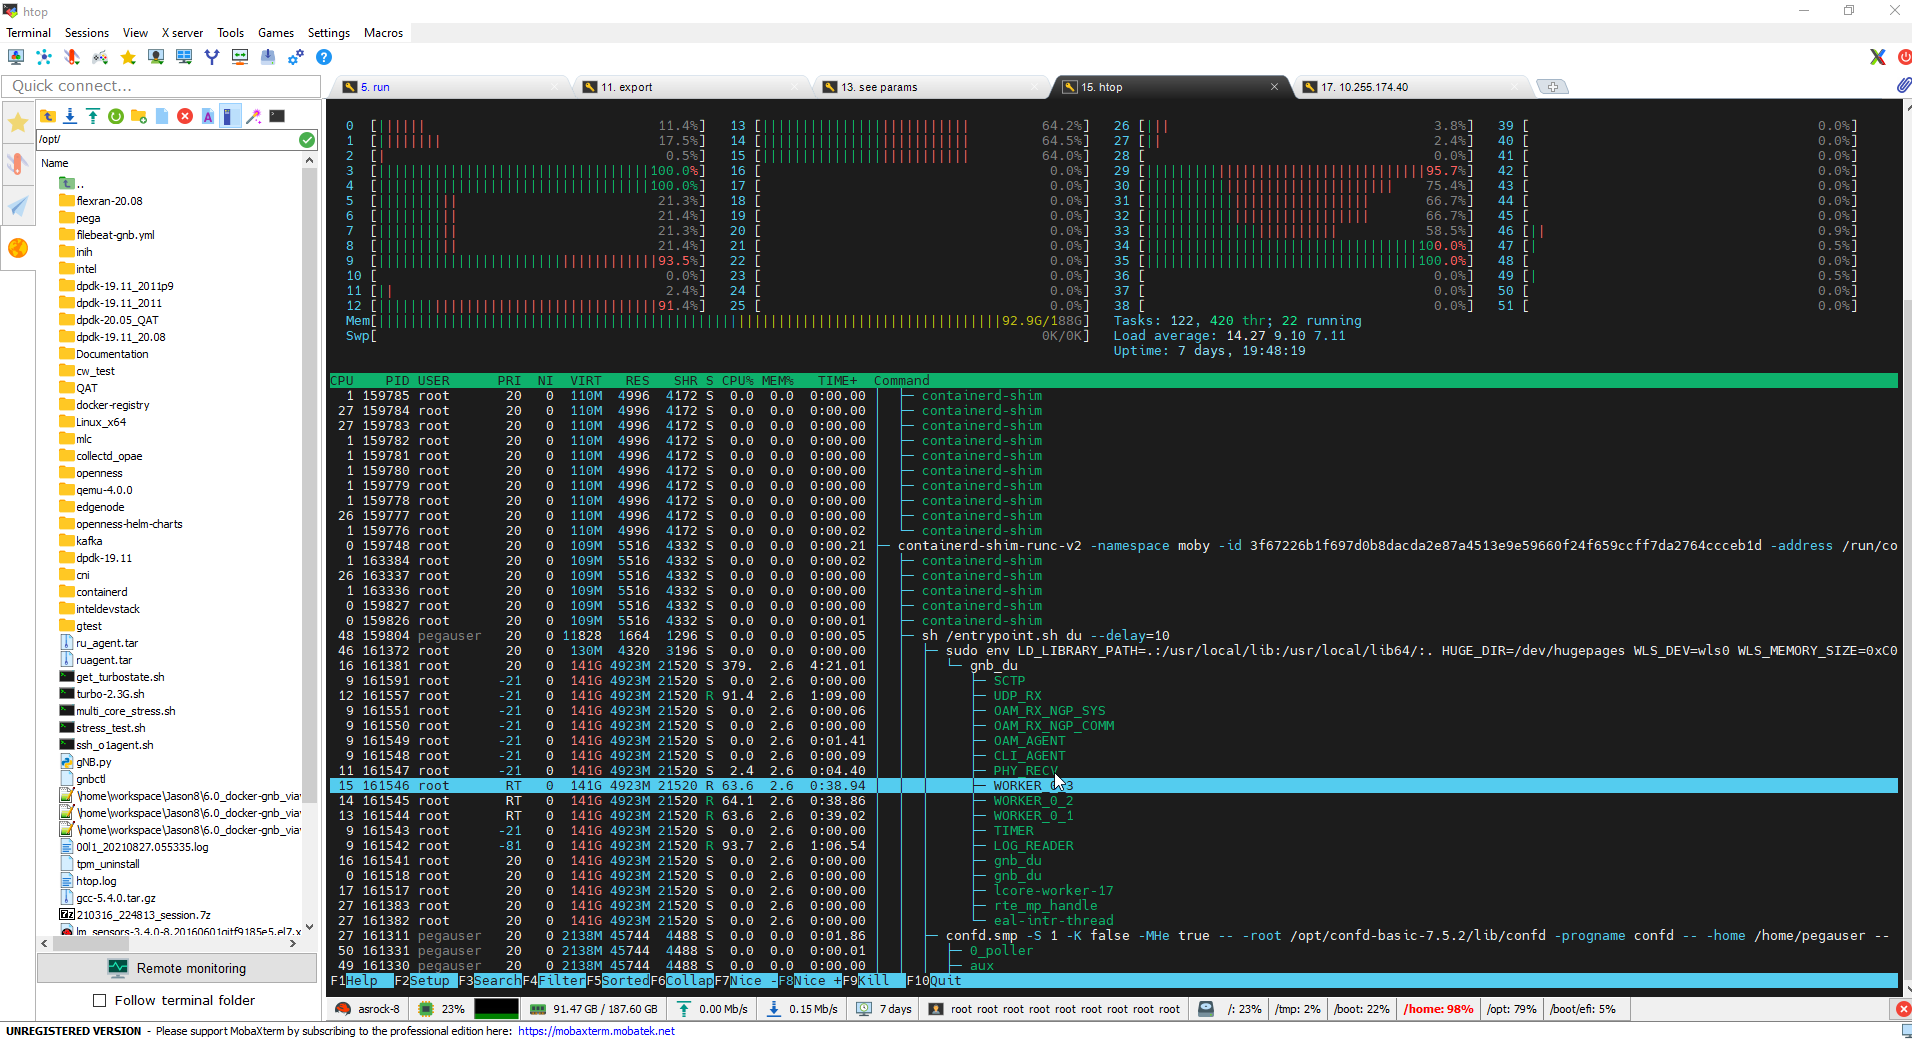 htop
Terminal Sessions View X server Tools Games Settings Macros
Quick connect...
5. run
11. export
13. see params
15. htop
17. 10.255.174.40
/opt/
Name
..
flexran-20.08
pega
filebeat-gnb.yml
inih
intel
dpdk-19.11_2011p9
dpdk-19.11_2011
dpdk-20.05_QAT
dpdk-19.11_20.08
Documentation
cw_test
QAT
docker-registry
Linux_x64
mlc
collectd_opae
openness
qemu-4.0.0
edgenode
openness-helm-charts
kafka
dpdk-19.11
cni
containerd
inteldevstack
gtest
ru_agent.tar
ruagent.tar
get_turbostate.sh
turbo-2.3G.sh
multi_core_stress.sh
stress_test.sh
ssh_o1agent.sh
gNB.py
gnbctl
\home\workspace\Jason8\6.0_docker-gnb_via
\home\workspace\Jason8\6.0_docker-gnb_via
\home\workspace\Jason8\6.0_docker-gnb_via
00l1_20210827.055335.log
tpm_uninstall
htop.log
gcc-5.4.0.tar.gz
210316_224813_session.7z
lm_sensors-3.4.0-8.20160601gitf9185e5.el7.x
Remote monitoring
Follow terminal folder
0 [ 11.4%] 13 [ 64.2%] 26 [ 3.8%] 39 [ 0.0%]
1 [ 17.5%] 14 [ 64.5%] 27 [ 2.4%] 40 [ 0.0%]
2 [ 0.5%] 15 [ 64.0%] 28 [ 0.0%] 41 [ 0.0%]
3 [ 100.0%] 16 [ 0.0%] 29 [ 95.7%] 42 [ 0.0%]
4 [ 100.0%] 17 [ 0.0%] 30 [ 75.4%] 43 [ 0.0%]
5 [ 21.3%] 18 [ 0.0%] 31 [ 66.7%] 44 [ 0.0%]
6 [ 21.4%] 19 [ 0.0%] 32 [ 66.7%] 45 [ 0.0%]
7 [ 21.3%] 20 [ 0.0%] 33 [ 58.5%] 46 [ 0.9%]
8 [ 21.4%] 21 [ 0.0%] 34 [ 100.0%] 47 [ 0.5%]
9 [ 93.5%] 22 [ 0.0%] 35 [ 100.0%] 48 [ 0.0%]
10 [ 0.0%] 23 [ 0.0%] 36 [ 0.0%] 49 [ 0.5%]
11 [ 2.4%] 24 [ 0.0%] 37 [ 0.0%] 50 [ 0.0%]
12 [ 91.4%] 25 [ 0.0%] 38 [ 0.0%] 51 [ 0.0%]
Mem[ 92.9G/188G] Tasks: 122, 420 thr; 22 running
Swp[ 0K/0K] Load average: 14.27 9.10 7.11
Uptime: 7 days, 19:48:19
CPU PID USER PRI NI VIRT RES SHR S CPU% MEM% TIME+ Command
1 159785 root 20 0 110M 4996 4172 S 0.0 0.0 0:00.00 containerd-shim
27 159784 root 20 0 110M 4996 4172 S 0.0 0.0 0:00.00 containerd-shim
27 159783 root 20 0 110M 4996 4172 S 0.0 0.0 0:00.00 containerd-shim
1 159782 root 20 0 110M 4996 4172 S 0.0 0.0 0:00.00 containerd-shim
1 159781 root 20 0 110M 4996 4172 S 0.0 0.0 0:00.00 containerd-shim
1 159780 root 20 0 110M 4996 4172 S 0.0 0.0 0:00.00 containerd-shim
1 159779 root 20 0 110M 4996 4172 S 0.0 0.0 0:00.00 containerd-shim
1 159778 root 20 0 110M 4996 4172 S 0.0 0.0 0:00.00 containerd-shim
26 159777 root 20 0 110M 4996 4172 S 0.0 0.0 0:00.00 containerd-shim
1 159776 root 20 0 110M 4996 4172 S 0.0 0.0 0:00.02 containerd-shim
0 159748 root 20 0 109M 5516 4332 S 0.0 0.0 0:00.21 containerd-shim-runc-v2 -namespace moby -id 3f67226b1f697d0b8dacda2e87a4513e9e59660f24f659ccff7da2764ccceb1d -address /run/co
1 163384 root 20 0 109M 5516 4332 S 0.0 0.0 0:00.02 containerd-shim
26 163337 root 20 0 109M 5516 4332 S 0.0 0.0 0:00.00 containerd-shim
1 163336 root 20 0 109M 5516 4332 S 0.0 0.0 0:00.00 containerd-shim
0 159827 root 20 0 109M 5516 4332 S 0.0 0.0 0:00.00 containerd-shim
0 159826 root 20 0 109M 5516 4332 S 0.0 0.0 0:00.01 containerd-shim
48 159804 pegauser 20 0 11828 1664 1296 S 0.0 0.0 0:00.05 sh /entrypoint.sh du --delay=10
46 161372 root 20 0 130M 4320 3196 S 0.0 0.0 0:00.00 sudo env LD_LIBRARY_PATH=.:/usr/local/lib:/usr/local/lib64/:. HUGE_DIR=/dev/hugepages WLS_DEV=wls0 WLS_MEMORY_SIZE=0xC0
16 161381 root 20 0 141G 4923M 21520 S 379. 2.6 4:21.01 gnb_du
9 161591 root -21 0 141G 4923M 21520 S 0.0 2.6 0:00.00 SCTP
12 161557 root -21 0 141G 4923M 21520 R 91.4 2.6 1:09.00 UDP_RX
9 161551 root -21 0 141G 4923M 21520 S 0.0 2.6 0:00.06 OAM_RX_NGP_SYS
9 161550 root -21 0 141G 4923M 21520 S 0.0 2.6 0:00.00 OAM_RX_NGP_COMM
9 161549 root -21 0 141G 4923M 21520 S 0.0 2.6 0:01.41 OAM_AGENT
9 161548 root -21 0 141G 4923M 21520 S 0.0 2.6 0:00.09 CLI_AGENT
11 161547 root -21 0 141G 4923M 21520 S 2.4 2.6 0:04.40 PHY_RECV
15 161546 root RT 0 141G 4923M 21520 R 63.6 2.6 0:38.94 WORKER_0_3
14 161545 root RT 0 141G 4923M 21520 R 64.1 2.6 0:38.86 WORKER_0_2
13 161544 root RT 0 141G 4923M 21520 R 63.6 2.6 0:39.02 WORKER_0_1
9 161543 root -21 0 141G 4923M 21520 S 0.0 2.6 0:00.00 TIMER
9 161542 root -81 0 141G 4923M 21520 R 93.7 2.6 1:06.54 LOG_READER
16 161541 root 20 0 141G 4923M 21520 S 0.0 2.6 0:00.00 gnb_du
0 161518 root 20 0 141G 4923M 21520 S 0.0 2.6 0:00.00 gnb_du
17 161517 root 20 0 141G 4923M 21520 S 0.0 2.6 0:00.00 lcore-worker-17
27 161383 root 20 0 141G 4923M 21520 S 0.0 2.6 0:00.00 rte_mp_handle
27 161382 root 20 0 141G 4923M 21520 S 0.0 2.6 0:00.00 eal-intr-thread
27 161311 pegauser 20 0 2138M 45744 4488 S 0.0 0.0 0:01.86 confd.smp -S 1 -K false -MHe true -- -root /opt/confd-basic-7.5.2/lib/confd -progname confd -- -home /home/pegauser --
50 161331 pegauser 20 0 2138M 45744 4488 S 0.0 0.0 0:00.01 0_poller
49 161330 pegauser 20 0 2138M 45744 4488 S 0.0 0.0 0:00.00 aux
F1Help F2Setup F3SearchF4FilterF5SortedF6CollapF7Nice -F8Nice +F9Kill F10Quit
asrock-8 23% 91.47 GB / 187.60 GB 0.00 Mb/s 0.15 Mb/s 7 days root root root root root root root root root /: 23% /tmp: 2% /boot: 22% /home: 98% /opt: 79% /boot/efi: 5%
UNREGISTERED VERSION - Please support MobaXterm by subscribing to the professional edition here: https://mobaxterm.mobatek.net